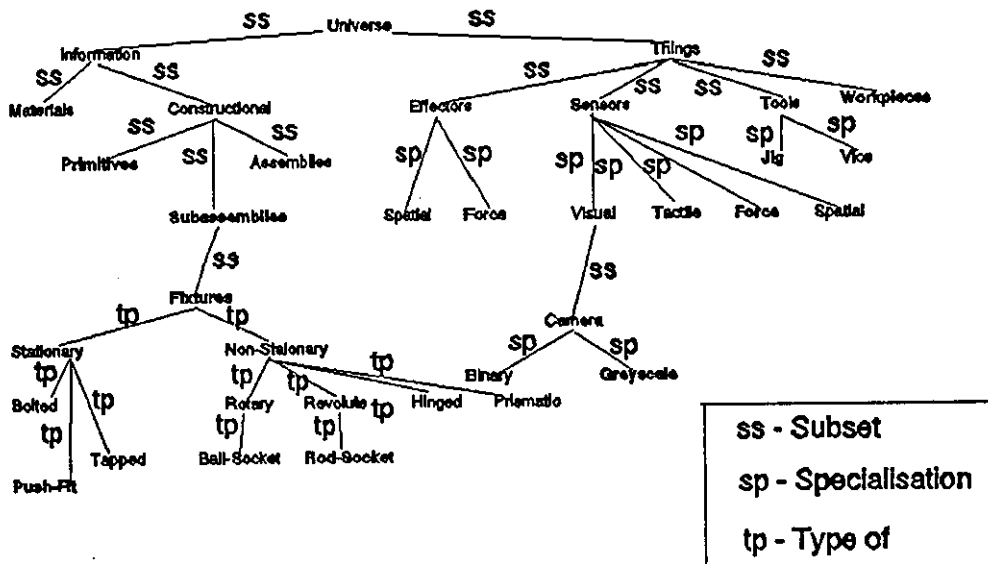 ss Universe ss
Information Things
ss ss ss ss ss ss
Materials Constructional Effectors Sensors Tools Workpieces
ss ss ss sp sp sp sp sp sp sp sp
Primitives Assemblies Jig Vice
Subassemblies Spatial Force Visual Tactile Force Spatial
ss ss
Fixtures
tp tp Camera
Stationary Non-Stationary sp sp
tp tp tp tp tp tp Binary Greyscale
Bolted Rotary Revolute Hinged Prismatic
tp tp tp
Tapped Ball-Socket Rod-Socket
Push-Fit
ss - Subset
sp - Specialisation
tp - Type of